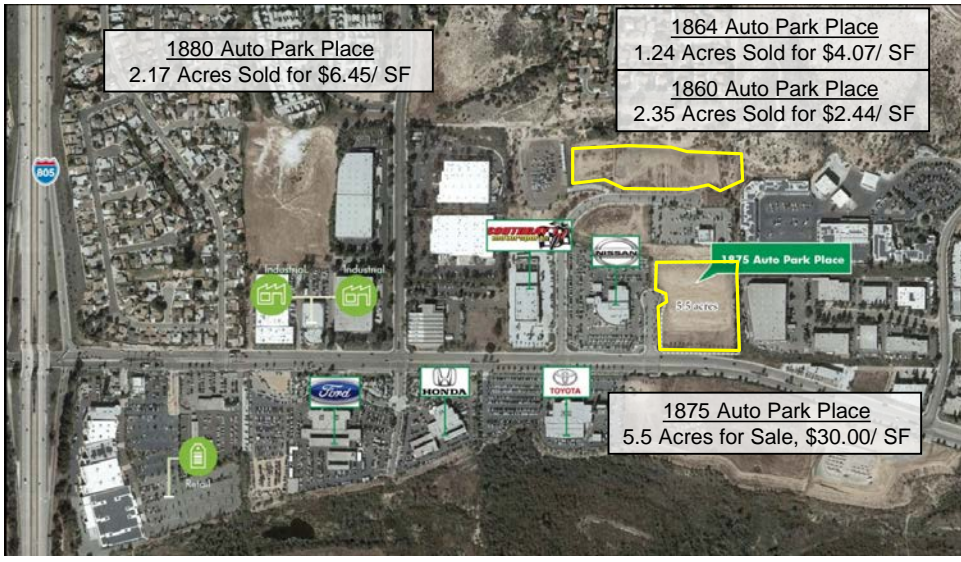 1880 Auto Park Place
2.17 Acres Sold for $6.45/ SF
1864 Auto Park Place
1.24 Acres Sold for $4.07/ SF
1860 Auto Park Place
2.35 Acres Sold for $2.44/ SF
805
SOUTHBAY
motorsports
NISSAN
1875 Auto Park Place
Industrial
Industrial
5.5 acres
Ford
HONDA
TOYOTA
1875 Auto Park Place
5.5 Acres for Sale, $30.00/ SF
Retail